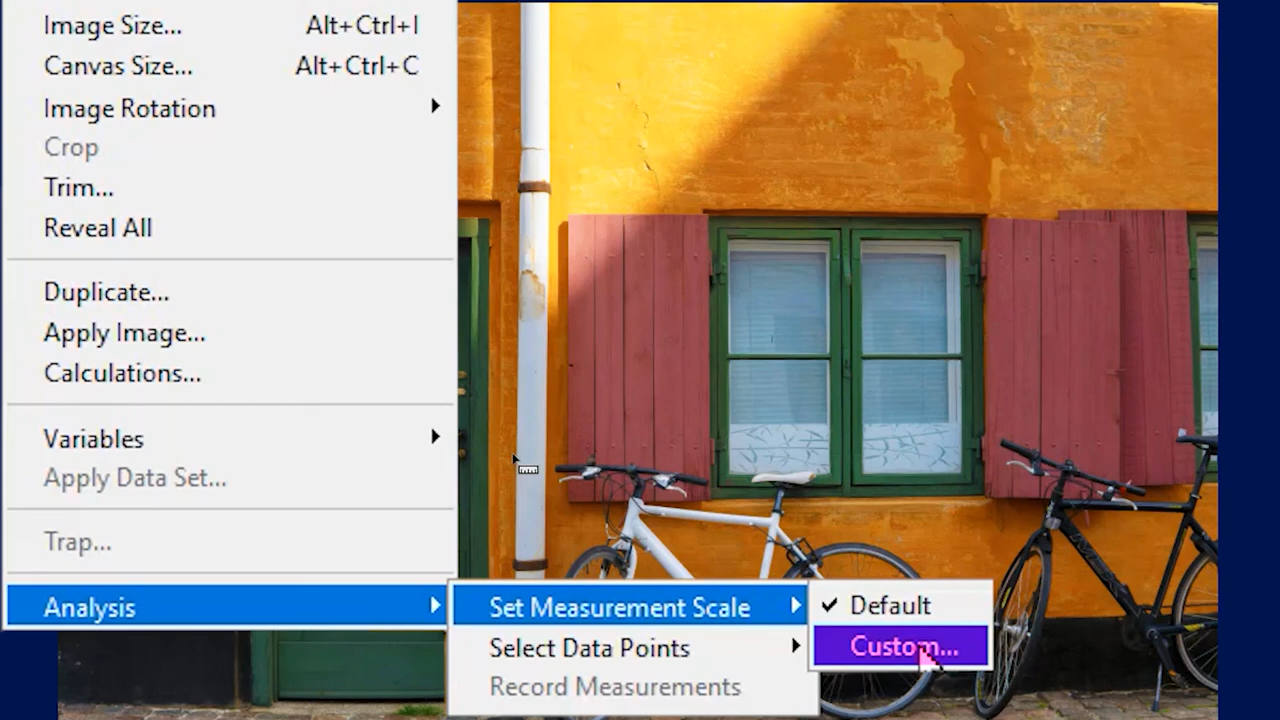 Image Size... Alt+Ctrl+I
Canvas Size... Alt+Ctrl+C
Image Rotation
Crop
Trim...
Reveal All
Duplicate...
Apply Image...
Calculations...
Variables
Apply Data Set...
Trap...
Analysis
Set Measurement Scale
Default
Select Data Points
Custom...
Record Measurements